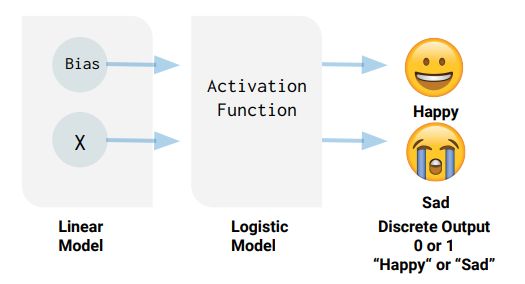 Bias
X
Activation
Function
Happy
Sad
Linear
Model
Logistic
Model
Discrete Output
0 or 1
“Happy“ or “Sad”